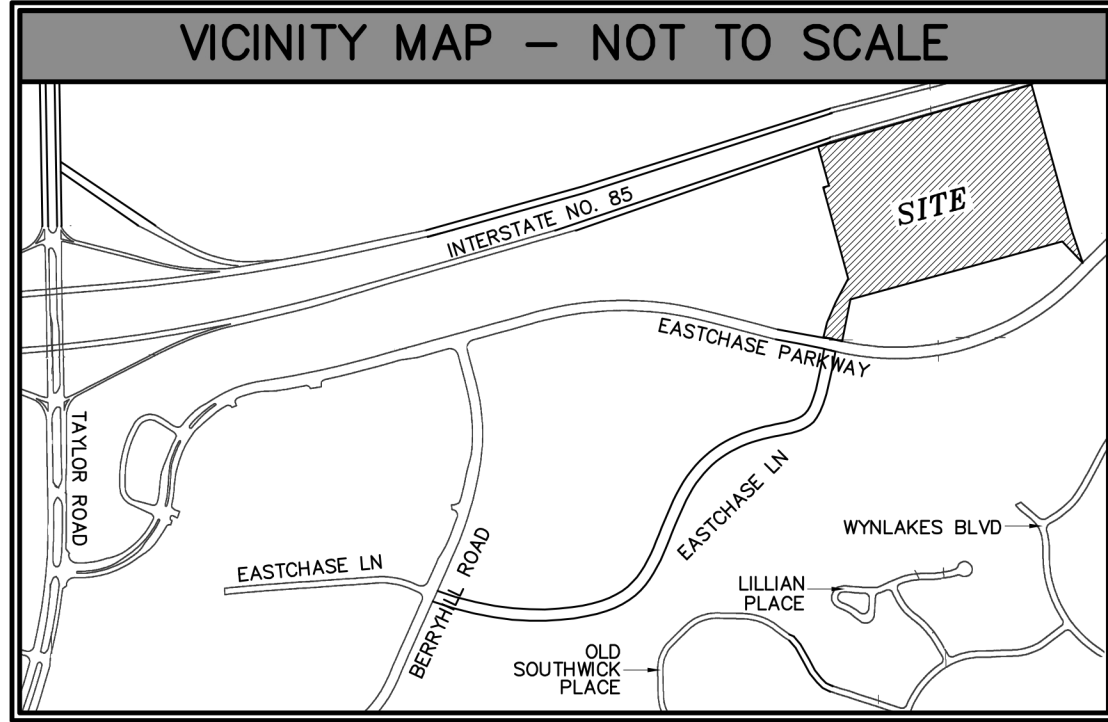 VICINITY MAP – NOT TO SCALE
INTERSTATE NO. 85
SITE
EASTCHASE PARKWAY
TAYLOR ROAD
EASTCHASE LN
WYNLAKES BLVD
EASTCHASE LN
BERRYHILL ROAD
LILLIAN
PLACE
OLD
SOUTHWICK
PLACE